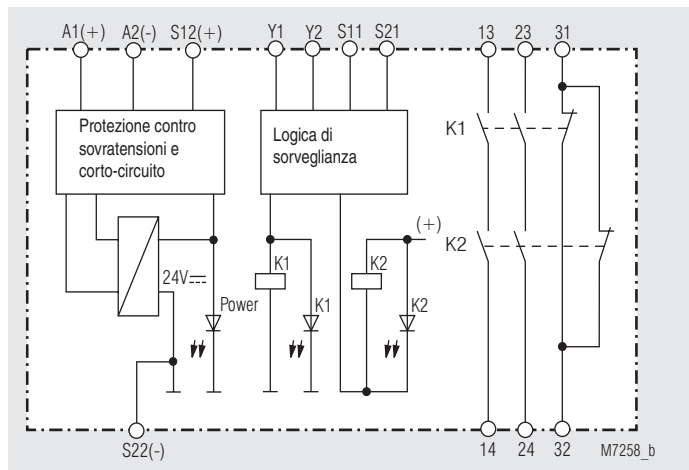 A1(+) A2(-) S12(+) Y1 Y2 S11 S21 13 23 31
Protezione contro
sovratensioni e
corto-circuito
Logica di
sorveglianza
K1
K2
(+)
24V
K1
K2
Power
K1
K2
S22(-)
14 24 32
M7258_b